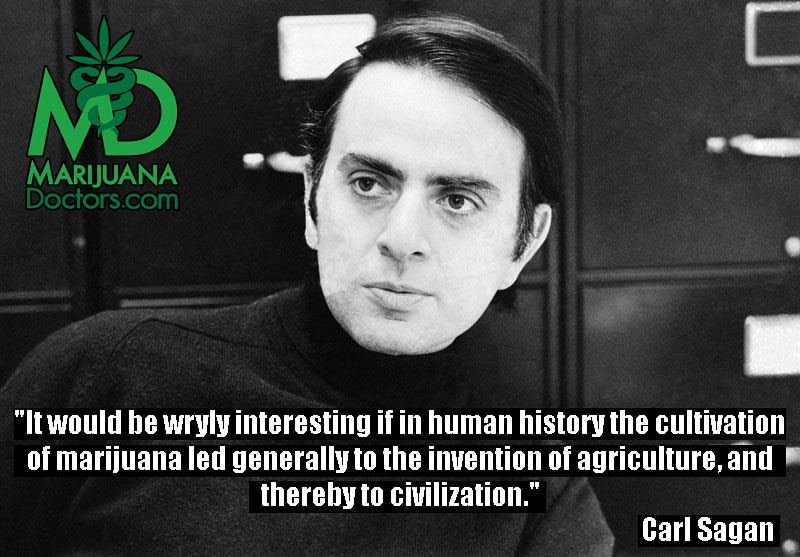 MD
MARIJUANA
Doctors.com
"It would be wryly interesting if in human history the cultivation
of marijuana led generally to the invention of agriculture, and
thereby to civilization."
Carl Sagan